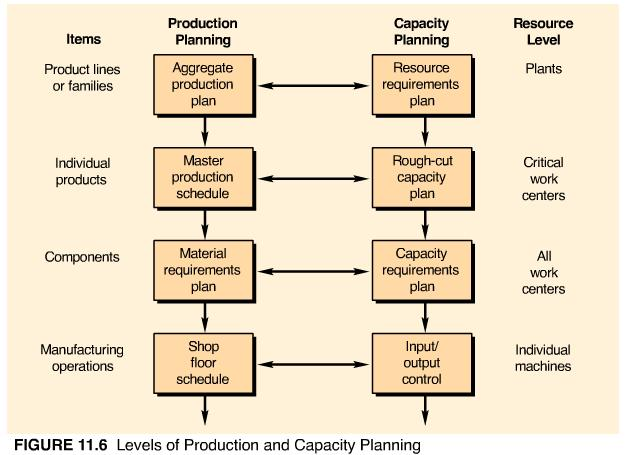 Items
Production
Planning
Capacity
Planning
Resource
Level
Product lines
or families
Aggregate
production
plan
Resource
requirements
plan
Plants
Individual
products
Master
production
schedule
Rough-cut
capacity
plan
Critical
work
centers
Components
Material
requirements
plan
Capacity
requirements
plan
All
work
centers
Manufacturing
operations
Shop
floor
schedule
Input/
output
control
Individual
machines
FIGURE 11.6 Levels of Production and Capacity Planning